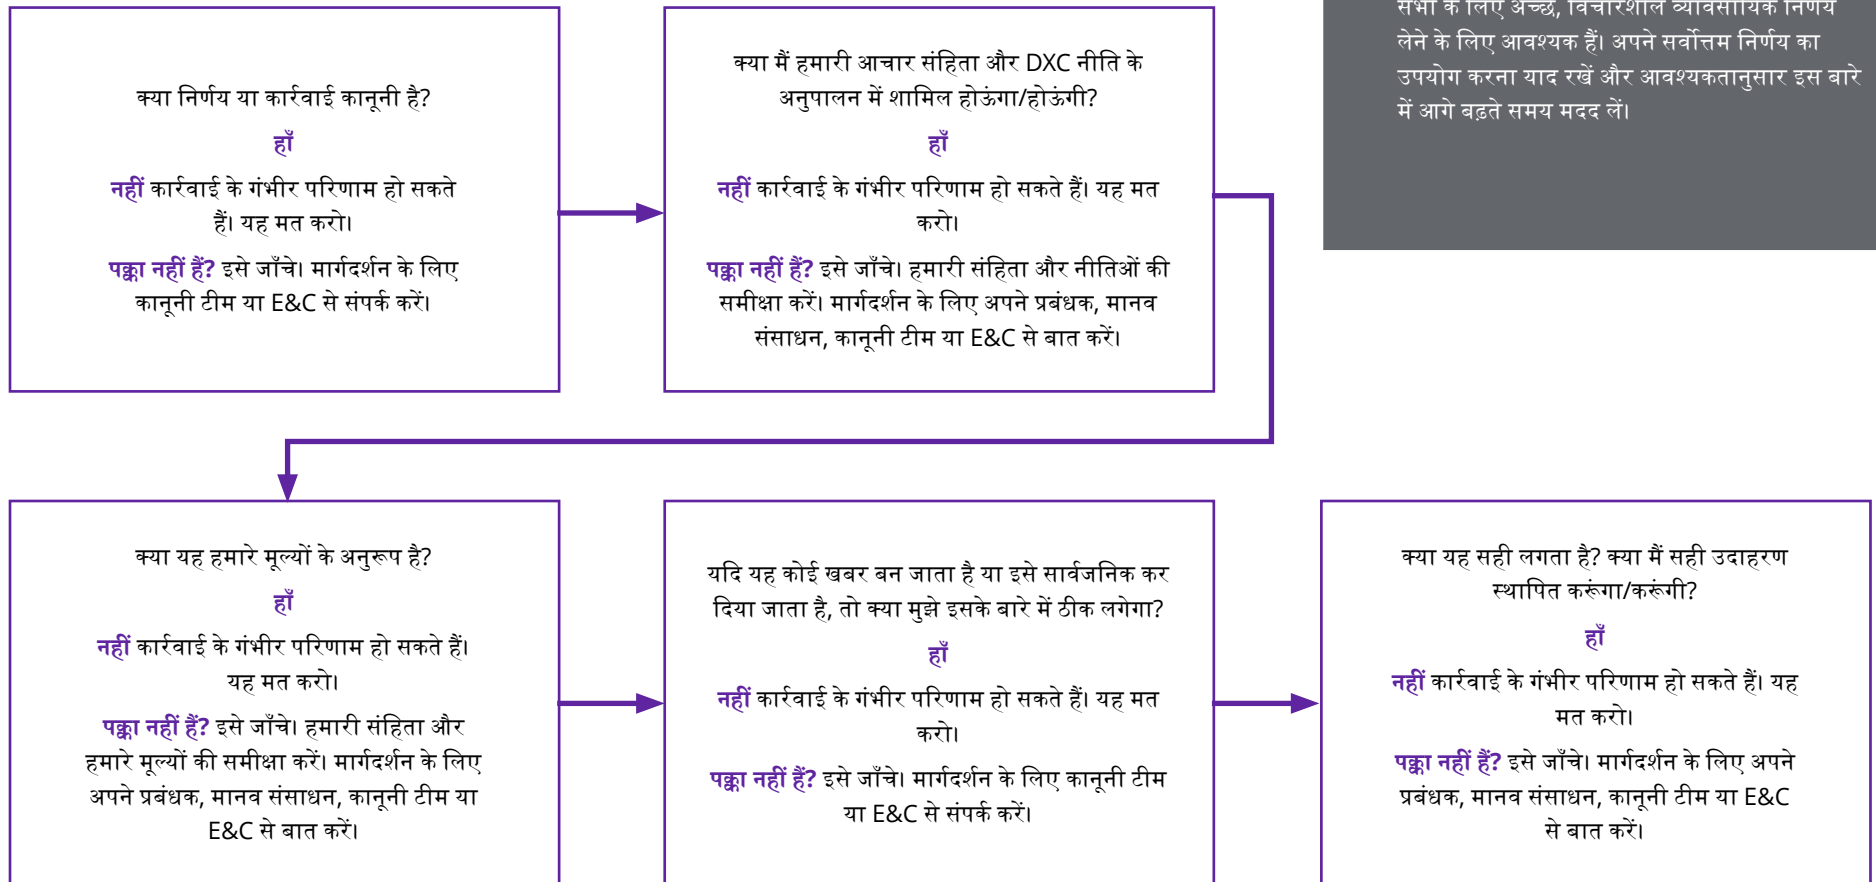 क्या निर्णय या कार्रवाई कानूनी है?
हाँ
नहीं कार्रवाई के गंभीर परिणाम हो सकते
हैं। यह मत करो।
पक्का नहीं हैं? इसे जाँचे। मार्गदर्शन के लिए
कानूनी टीम या E&C से संपर्क करें।
क्या मैं हमारी आचार संहिता और DXC नीति के
अनुपालन में शामिल होऊंगा/होऊंगी?
हाँ
नहीं कार्रवाई के गंभीर परिणाम हो सकते हैं। यह मत
करो।
पक्का नहीं हैं? इसे जाँचे। हमारी संहिता और नीतिओं की
समीक्षा करें। मार्गदर्शन के लिए अपने प्रबंधक, मानव
संसाधन, कानूनी टीम या E&C से बात करें।
सभी के लिए अच्छे, विचारशील व्यावसायिक निर्णय
लेने के लिए आवश्यक हैं। अपने सर्वोत्तम निर्णय का
उपयोग करना याद रखें और आवश्यकतानुसार इस बारे
में आगे बढ़ते समय मदद लें।
क्या यह हमारे मूल्यों के अनुरूप है?
हाँ
नहीं कार्रवाई के गंभीर परिणाम हो सकते हैं।
यह मत करो।
पक्का नहीं हैं? इसे जाँचे। हमारी संहिता और
हमारे मूल्यों की समीक्षा करें। मार्गदर्शन के लिए
अपने प्रबंधक, मानव संसाधन, कानूनी टीम या
E&C से बात करें।
यदि यह कोई खबर बन जाता है या इसे सार्वजनिक कर
दिया जाता है, तो क्या मुझे इसके बारे में ठीक लगेगा?
हाँ
नहीं कार्रवाई के गंभीर परिणाम हो सकते हैं। यह मत
करो।
पक्का नहीं हैं? इसे जाँचे। मार्गदर्शन के लिए कानूनी टीम
या E&C से संपर्क करें।
क्या यह सही लगता है? क्या मैं सही उदाहरण
स्थापित करूंगा/करूंगी?
हाँ
नहीं कार्रवाई के गंभीर परिणाम हो सकते हैं। यह
मत करो।
पक्का नहीं हैं? इसे जाँचे। मार्गदर्शन के लिए अपने
प्रबंधक, मानव संसाधन, कानूनी टीम या E&C
से बात करें।